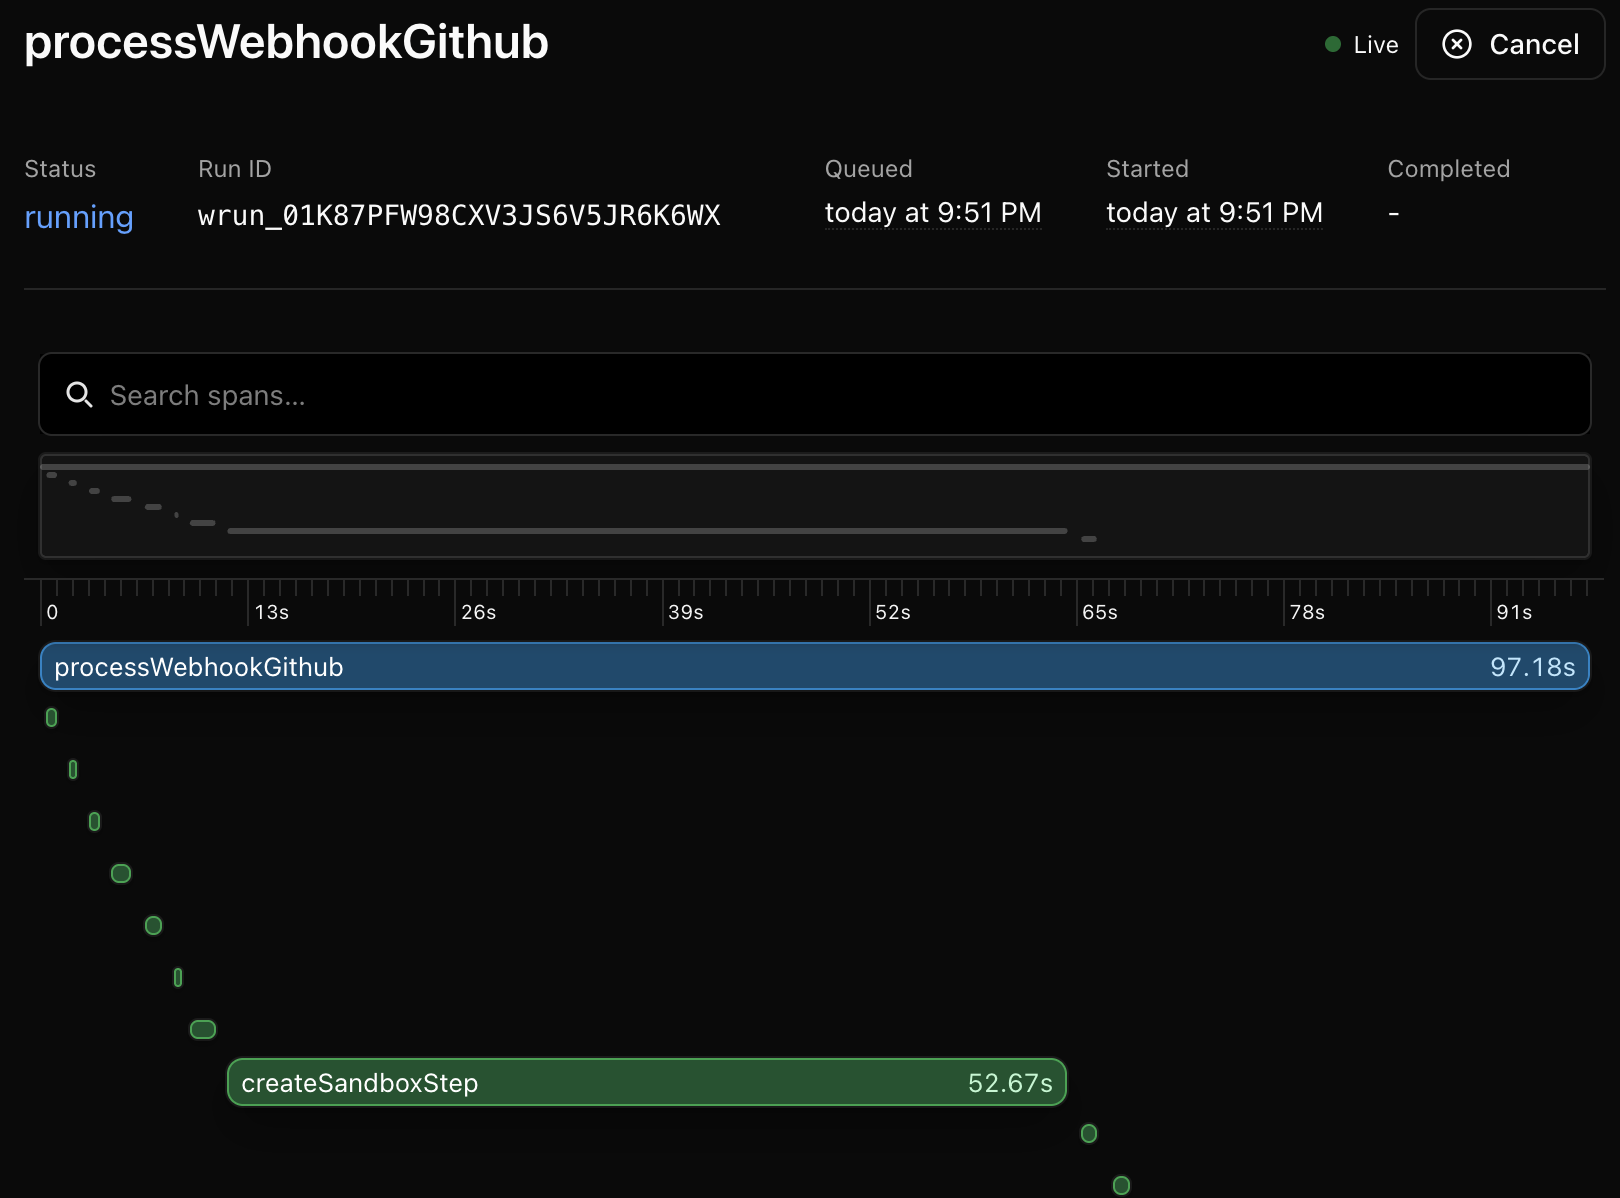 processWebhookGithub
Live
Cancel
Status
Run ID
Queued
Started
Completed
running
wrun_01K87PFW98CXV3JS6V5JR6K6WX
today at 9:51 PM
today at 9:51 PM
-
Search spans...
0
13s
26s
39s
52s
65s
78s
91s
processWebhookGithub
97.18s
createSandboxStep
52.67s